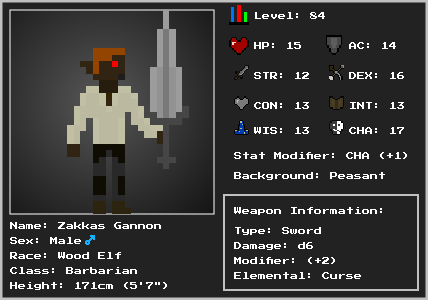 Level: 84
HP: 15 AC: 14
STR: 12 DEX: 16
CON: 13 INT: 13
WIS: 13 CHA: 17
Stat Modifier: CHA (+1)
Background: Peasant
Name: Zakkas Gannon
Sex: Male ♂
Race: Wood Elf
Class: Barbarian
Height: 171cm (5'7")
Weapon Information:
Type: Sword
Damage: d6
Modifier: (+2)
Elemental: Curse